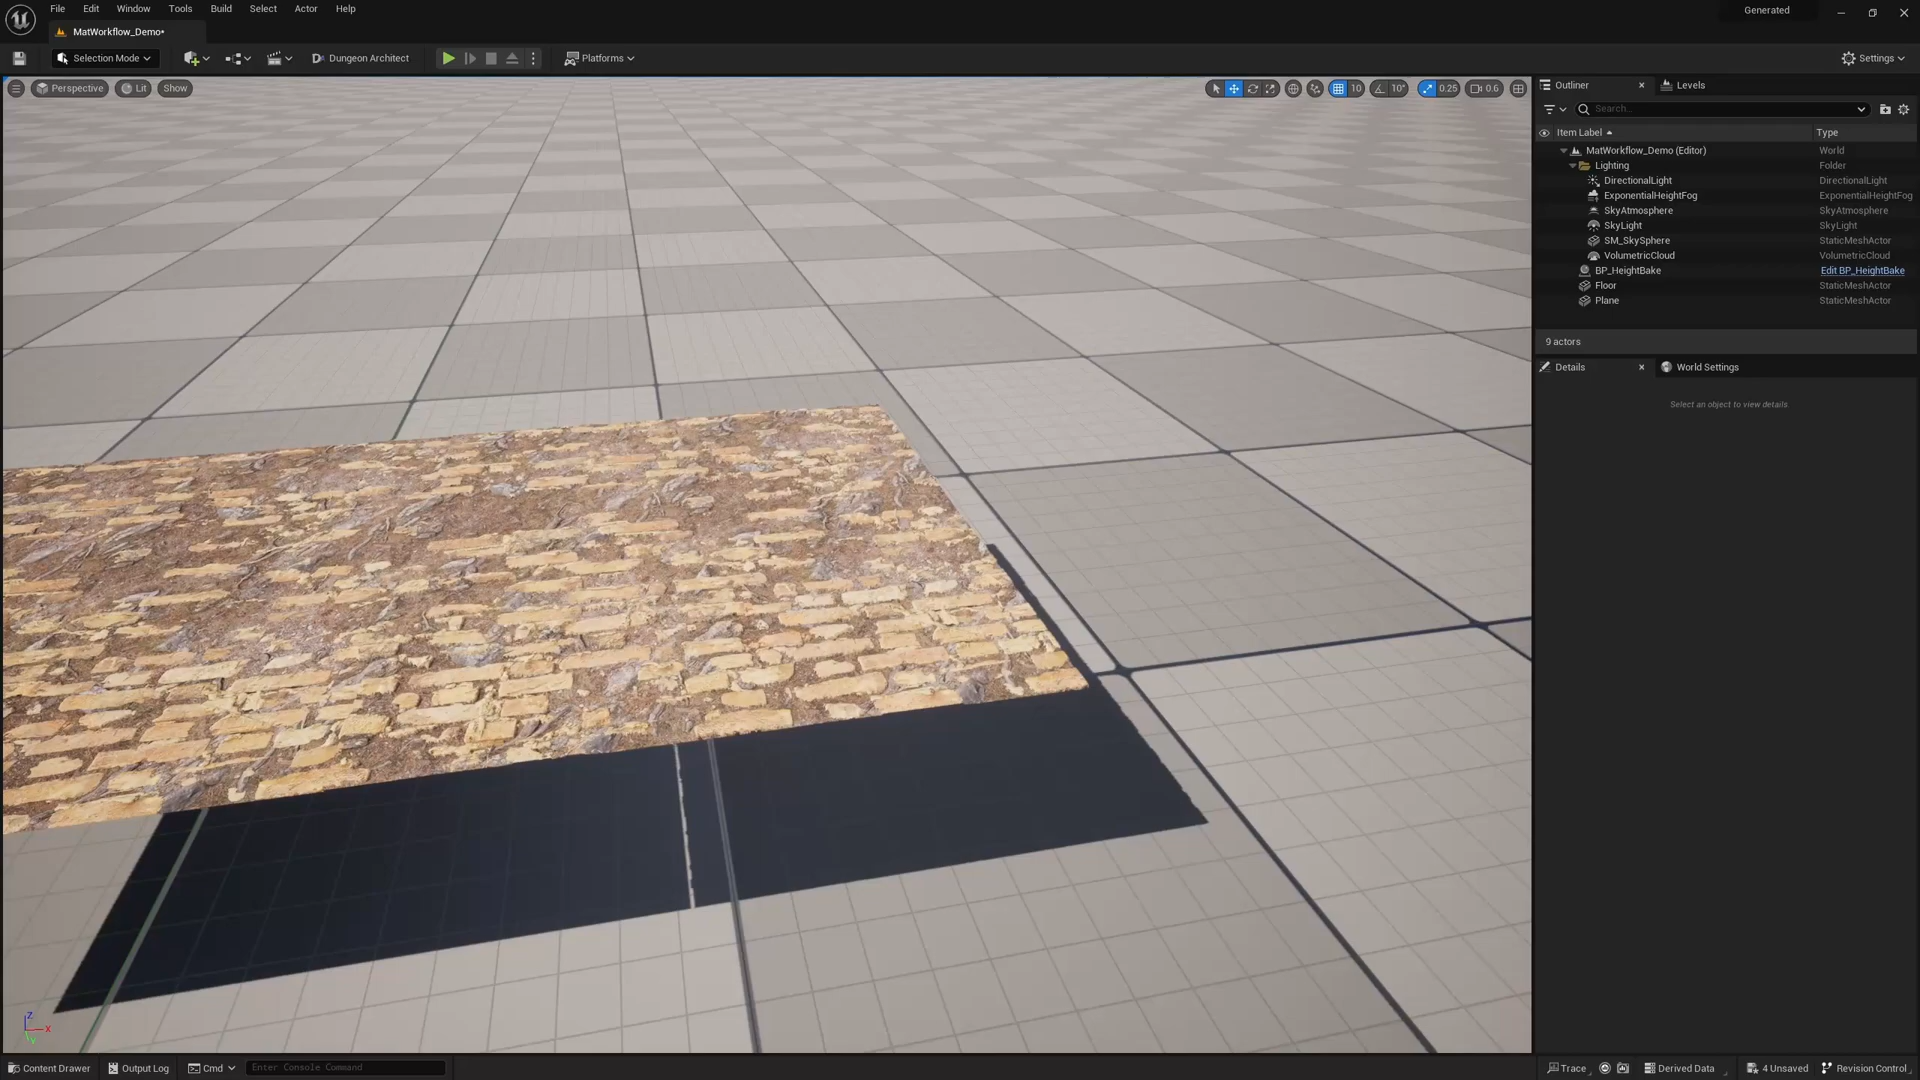 File Edit Window Tools Build Select Actor Help
Generated
MatWorkflow_Demo•
Selection Mode
Dungeon Architect
Platforms
Settings
Perspective
Lit
Show
10
10°
0.25
0.6
Outliner
Levels
Search...
Item Label
Type
MatWorkflow_Demo (Editor) World
Lighting Folder
DirectionalLight DirectionalLight
ExponentialHeightFog ExponentialHeightFog
SkyAtmosphere SkyAtmosphere
SkyLight SkyLight
SM_SkySphere StaticMeshActor
VolumetricCloud VolumetricCloud
BP_HeightBake Edit BP_HeightBake
Floor StaticMeshActor
Plane StaticMeshActor
9 actors
Details
World Settings
Select an object to view details
Z
X
Y
Content Drawer
Output Log
Cmd
Enter Console Command
Trace
Derived Data
4 Unsaved
Revision Control